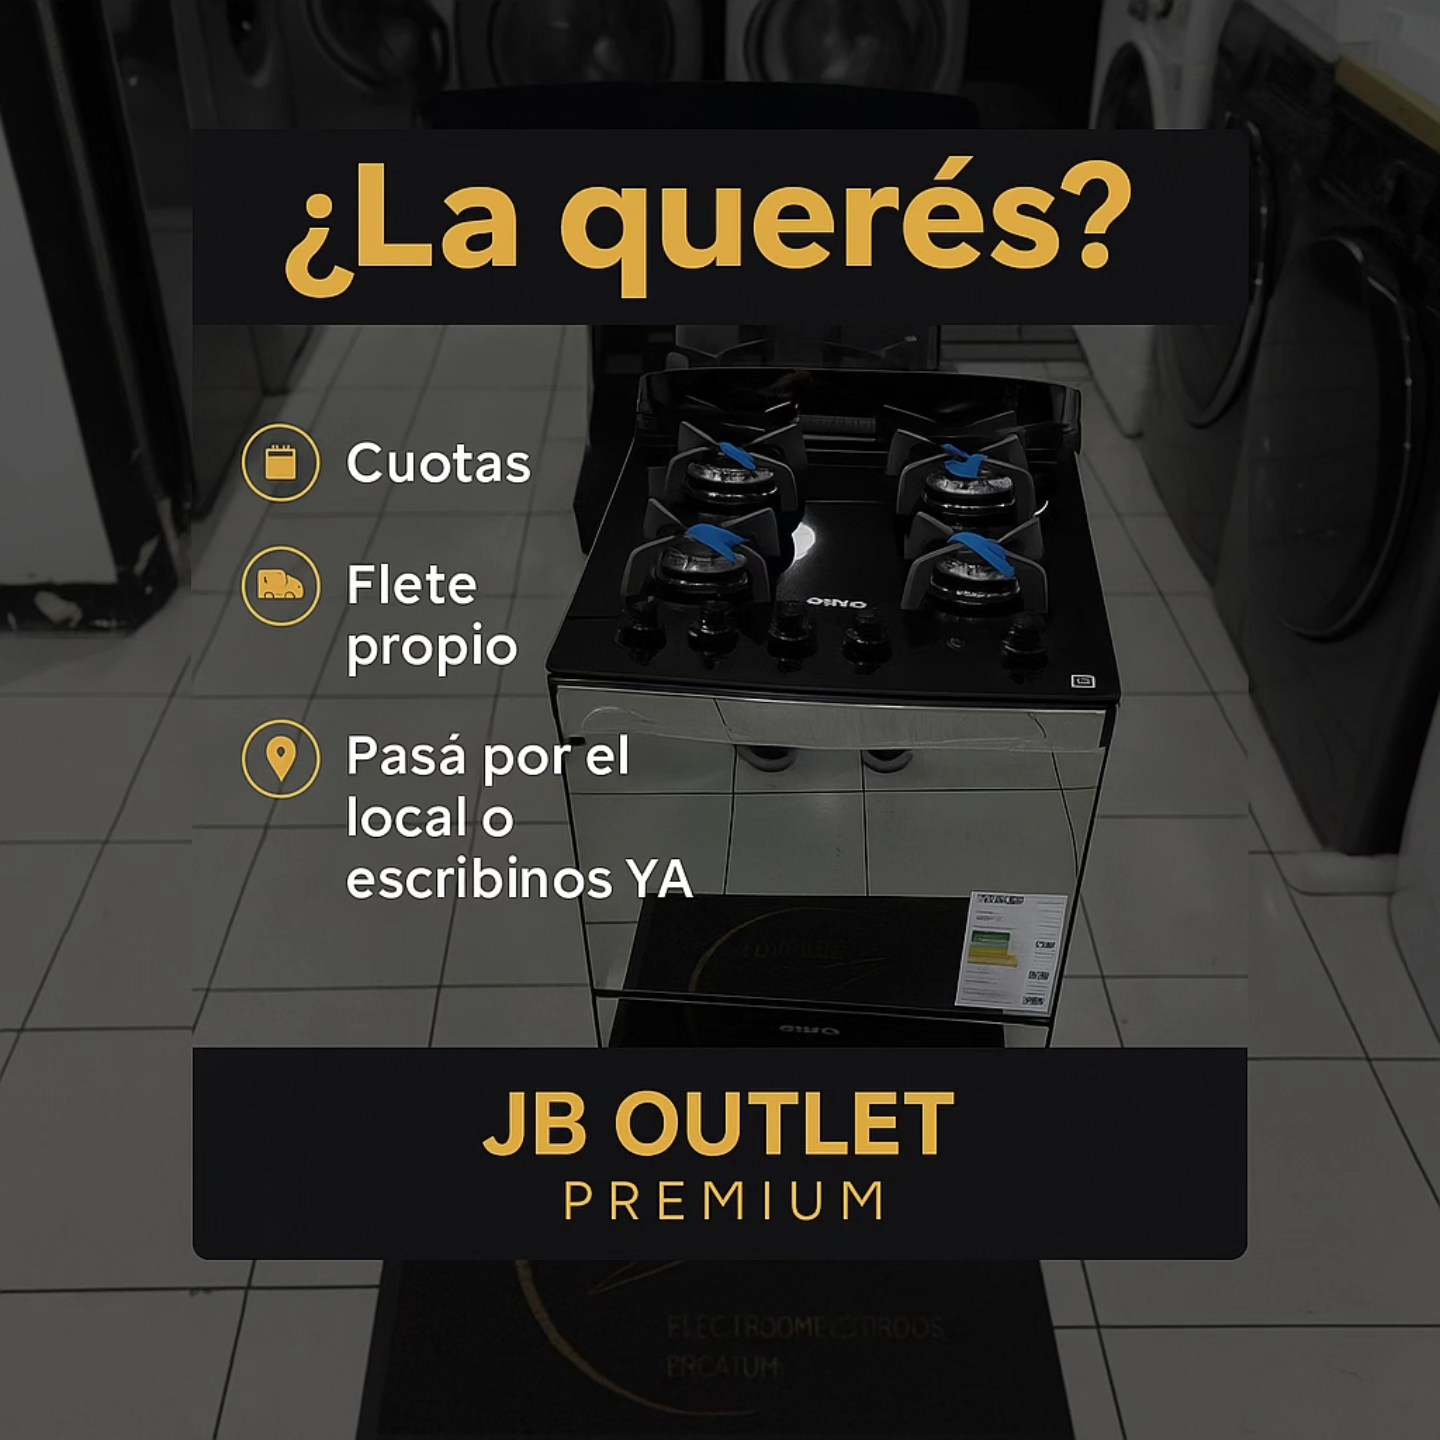 ¿La querés?
Cuotas
Flete
propio
Pasá por el
local o
escribinos YA
JB OUTLET
PREMIUM